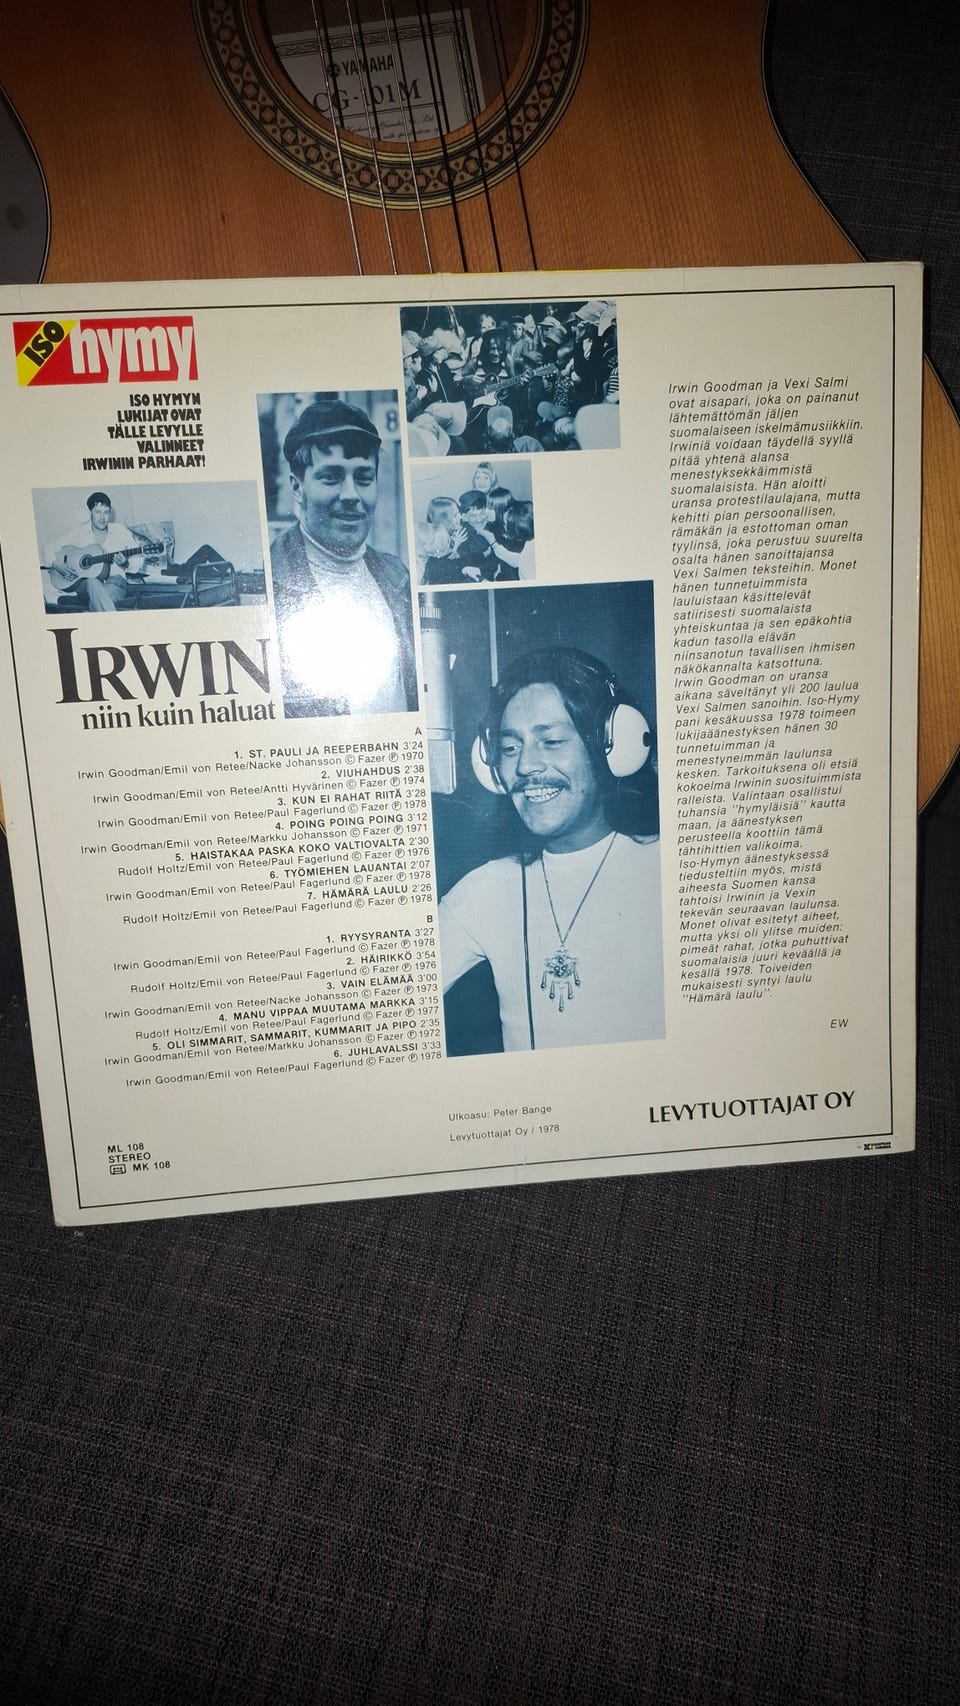 YAMAHA
CG-101M
ISO hymy
ISO HYMYN
LUKIJAT OVAT
TÄLLE LEVYLLE
VALINNEET
IRWININ PARHAAT!
IRWIN
niin kuin haluat
A
1. ST. PAULI JA REEPERBAHN 3'24
Irwin Goodman/Emil von Retee/Nacke Johansson © Fazer ℗ 1970
2. VIUHAHDUS 2'38
Irwin Goodman/Emil von Retee/Antti Hyvärinen © Fazer ℗ 1974
3. KUN EI RAHAT RIITÄ 3'28
Irwin Goodman/Emil von Retee/Paul Fagerlund © Fazer ℗ 1978
4. POING POING POING 3'12
Irwin Goodman/Emil von Retee/Markku Johansson © Fazer ℗ 1971
5. HAISTAKAA PASKA KOKO VALTIOVALTA 2'30
Rudolf Holtz/Emil von Retee/Paul Fagerlund © Fazer ℗ 1976
6. TYÖMIEHEN LAUANTAI 2'07
Irwin Goodman/Emil von Retee/Paul Fagerlund © Fazer ℗ 1978
7. HÄMÄRÄ LAULU 2'26
Rudolf Holtz/Emil von Retee/Paul Fagerlund © Fazer ℗ 1978
B
1. RYYSYRANTA 3'27
Irwin Goodman/Emil von Retee/Paul Fagerlund © Fazer ℗ 1978
2. HÄIRIKKÖ 3'54
Rudolf Holtz/Emil von Retee/Paul Fagerlund © Fazer ℗ 1976
3. VAIN ELÄMÄÄ 3'00
Irwin Goodman/Emil von Retee/Nacke Johansson © Fazer ℗ 1973
4. MANU VIPPAA MUUTAMA MARKKA 3'15
Rudolf Holtz/Emil von Retee/Paul Fagerlund © Fazer ℗ 1977
5. OLI SIMMARIT, SAMMARIT, KUMMARIT JA PIPO 2'35
Irwin Goodman/Emil von Retee/Markku Johansson © Fazer ℗ 1972
6. JUHLAVALSSI 3'33
Irwin Goodman/Emil von Retee/Paul Fagerlund © Fazer ℗ 1978
ML 108
STEREO
MK 108
Ulkoasu: Peter Bange
Levytuottajat Oy / 1978
Irwin Goodman ja Vexi Salmi
ovat aisapari, joka on painanut
lähtemättömän jäljen
suomalaiseen iskelmämusiikkiin.
Irwiniä voidaan täydellä syyllä
pitää yhtenä alansa
menestyksekkäimmistä
suomalaisista. Hän aloitti
uransa protestilaulajana, mutta
kehitti pian persoonallisen,
rämäkän ja estottoman oman
tyylinsä, joka perustuu suurelta
osalta hänen sanoittajansa
Vexi Salmen teksteihin. Monet
hänen tunnetuimmista
lauluistaan käsittelevät
satiirisesti suomalaista
yhteiskuntaa ja sen epäkohtia
kadun tasolla elävän
niinsanotun tavallisen ihmisen
näkökannalta katsottuna.
Irwin Goodman on uransa
aikana säveltänyt yli 200 laulua
Vexi Salmen sanoihin. Iso-Hymy
pani kesäkuussa 1978 toimeen
lukijaäänestyksen hänen 30
tunnetuimman ja
menestyneimmän laulunsa
kesken. Tarkoituksena oli etsiä
kokoelma Irwinin suosituimmista
ralleista. Valintaan osallistui
tuhansia "hymyläisiä" kautta
maan, ja äänestyksen
perusteella koottiin tämä
tähtihittien valikoima.
Iso-Hymyn äänestyksessä
tiedusteltiin myös, mistä
aiheesta Suomen kansa
tahtoisi Irwinin ja Vexin
tekevän seuraavan laulunsa.
Monet olivat esitetyt aiheet,
mutta yksi oli ylitse muiden:
pimeät rahat, jotka puhuttivat
suomalaisia juuri keväällä ja
kesällä 1978. Toiveiden
mukaisesti syntyi laulu
"Hämärä laulu".
EW
LEVYTUOTTAJAT OY